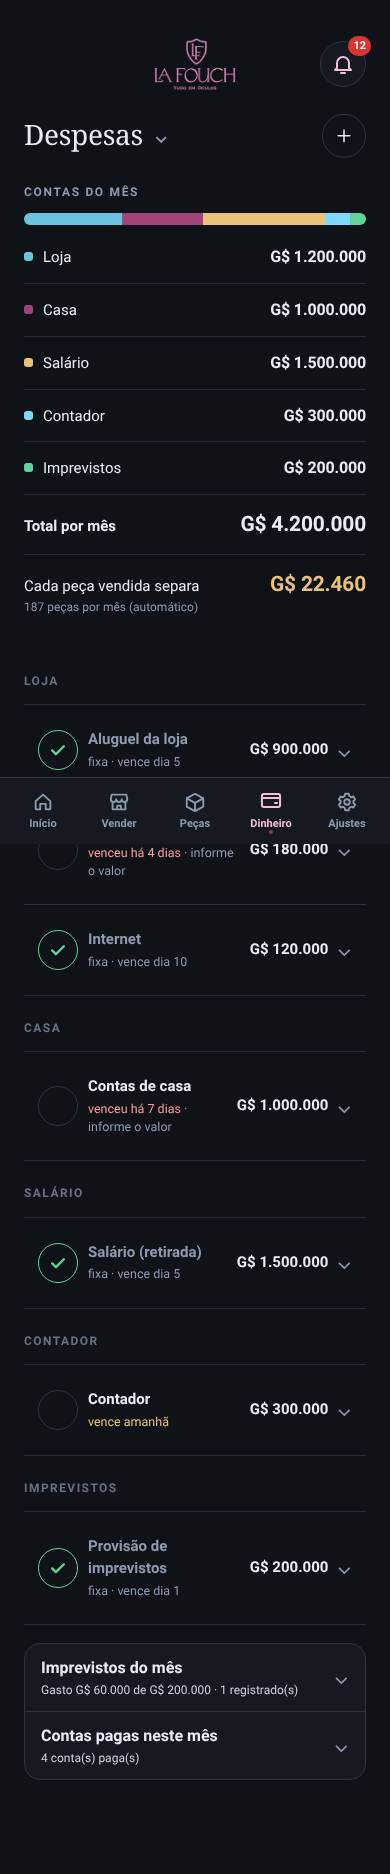 LF
LA FOUCH
TUDO EM ÓCULOS
12
Despesas
CONTAS DO MÊS
Loja G$ 1.200.000
Casa G$ 1.000.000
Salário G$ 1.500.000
Contador G$ 300.000
Imprevistos G$ 200.000
Total por mês G$ 4.200.000
Cada peça vendida separa G$ 22.460
187 peças por mês (automático)
LOJA
Aluguel da loja G$ 900.000
fixa · vence dia 5
Início Vender Peças Dinheiro Ajustes
venceu há 4 dias · informe G$ 180.000
o valor
Internet G$ 120.000
fixa · vence dia 10
CASA
Contas de casa G$ 1.000.000
venceu há 7 dias ·
informe o valor
SALÁRIO
Salário (retirada) G$ 1.500.000
fixa · vence dia 5
CONTADOR
Contador G$ 300.000
vence amanhã
IMPREVISTOS
Provisão de
imprevistos G$ 200.000
fixa · vence dia 1
Imprevistos do mês
Gasto G$ 60.000 de G$ 200.000 · 1 registrado(s)
Contas pagas neste mês
4 conta(s) paga(s)